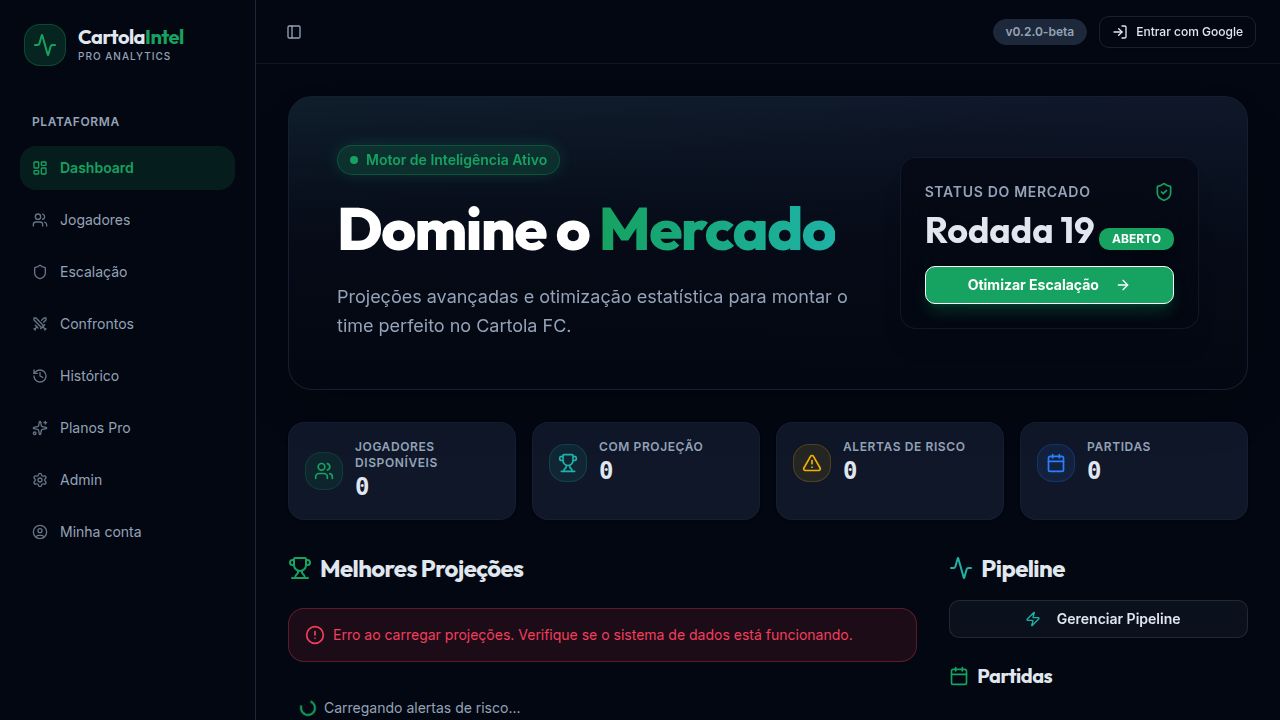 CartolaIntel
PRO ANALYTICS
PLATAFORMA
Dashboard
Jogadores
Escalação
Confrontos
Histórico
Planos Pro
Admin
Minha conta
v0.2.0-beta
Entrar com Google
Motor de Inteligência Ativo
Domine o Mercado
Projeções avançadas e otimização estatística para montar o
time perfeito no Cartola FC.
STATUS DO MERCADO
Rodada 19
ABERTO
Otimizar Escalação
JOGADORES
DISPONÍVEIS
0
COM PROJEÇÃO
0
ALERTAS DE RISCO
0
PARTIDAS
0
Melhores Projeções
Erro ao carregar projeções. Verifique se o sistema de dados está funcionando.
Carregando alertas de risco...
Pipeline
Gerenciar Pipeline
Partidas